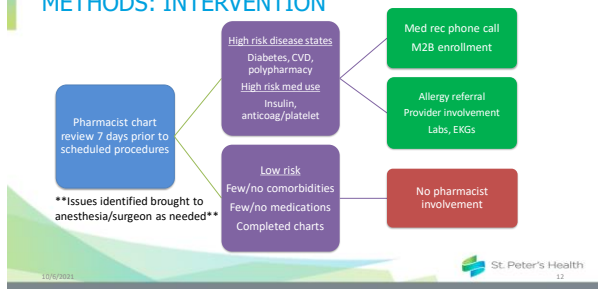 METHODS: INTERVENTION
Pharmacist chart
review 7 days prior to
scheduled procedures
**Issues identified brought to
anesthesia/surgeon as needed**
High risk disease states
Diabetes, CVD,
polypharmacy
High risk med use
Insulin,
anticoag/platelet
Low risk
Few/no comorbidities
Few/no medications
Completed charts
Med rec phone call
M2B enrollment
Allergy referral
Provider involvement
Labs, EKGs
No pharmacist
involvement
10/6/2021
St. Peter's Health
12